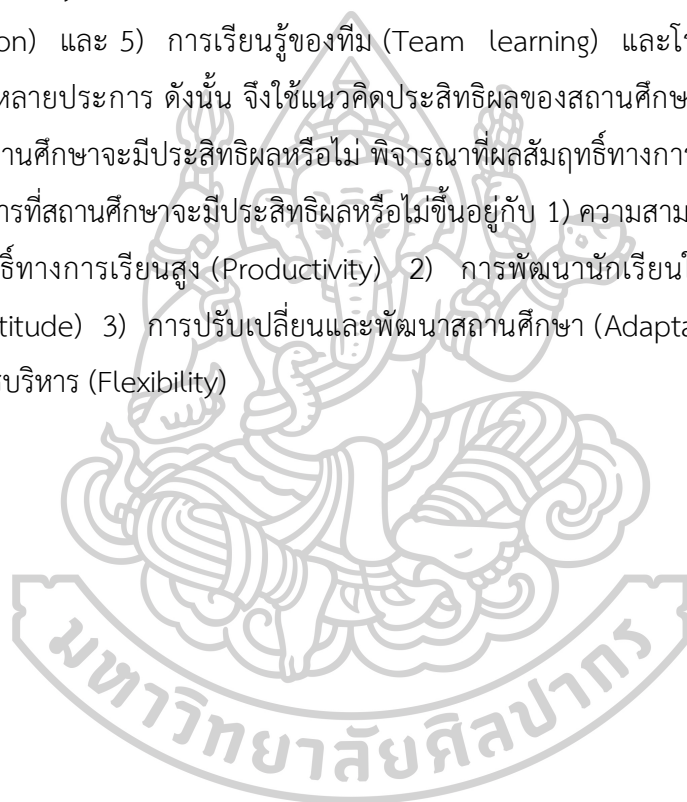 on) และ 5) การเรียนรู้ของทีม (Team learning) และโร
หลายประการ ดังนั้น จึงใช้แนวคิดประสิทธิผลของสถานศึกษ
านศึกษาจะมีประสิทธิผลหรือไม่ พิจารณาที่ผลสัมฤทธิ์ทางการ
ารที่สถานศึกษาจะมีประสิทธิผลหรือไม่ขึ้นอยู่กับ 1) ความสาม
ธิ์ทางการเรียนสูง (Productivity) 2) การพัฒนานักเรียนใ
titude) 3) การปรับเปลี่ยนและพัฒนาสถานศึกษา (Adapta
รบริหาร (Flexibility)
มหาวิทยาลัยศิลปากร